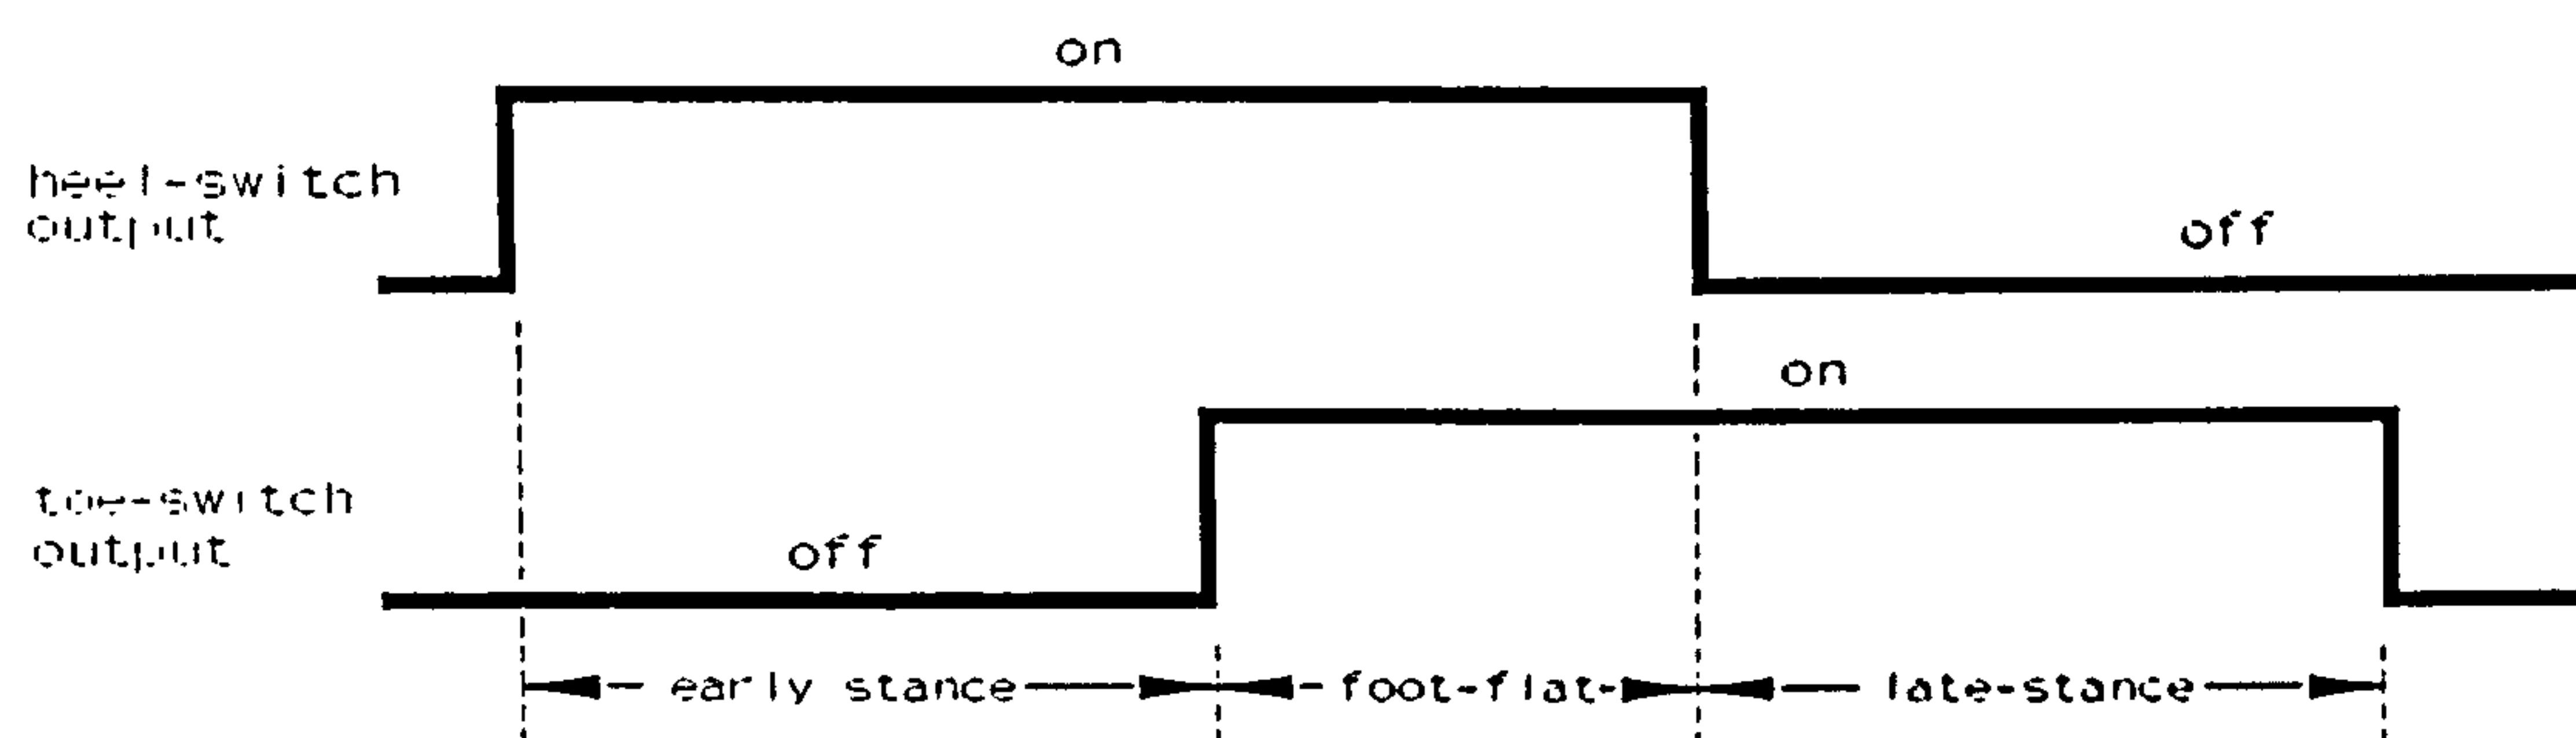 on
heel-switch
output
off
on
toe-switch
output
off
early stance
foot-flat
late-stance